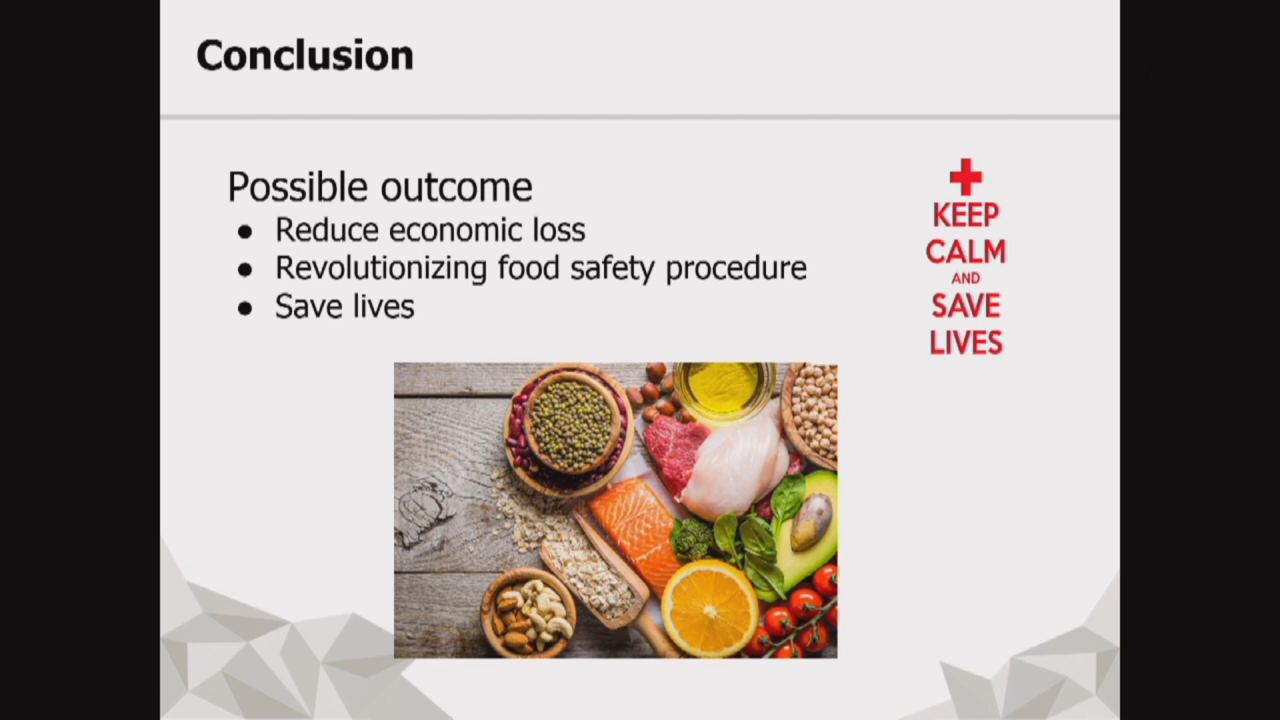 Conclusion
Possible outcome
● Reduce economic loss
● Revolutionizing food safety procedure
● Save lives
KEEP
CALM
AND
SAVE
LIVES